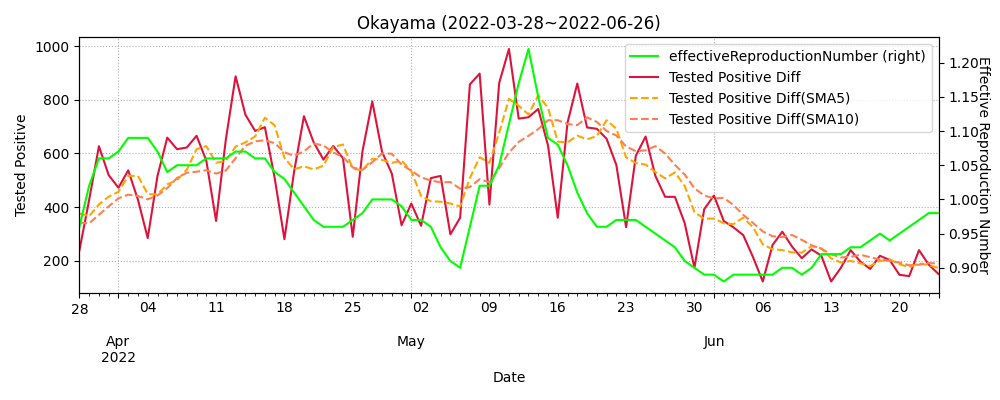 Okayama (2022-03-28~2022-06-26)
effectiveReproductionNumber (right)
Tested Positive Diff
Tested Positive Diff(SMA5)
Tested Positive Diff(SMA10)
Tested Positive
1000
800
600
400
200
Effective Reproduction Number
1.20
1.15
1.10
1.05
1.00
0.95
0.90
28 04 11 18 25 02 09 16 23 30 06 13 20
Apr May Jun
2022
Date